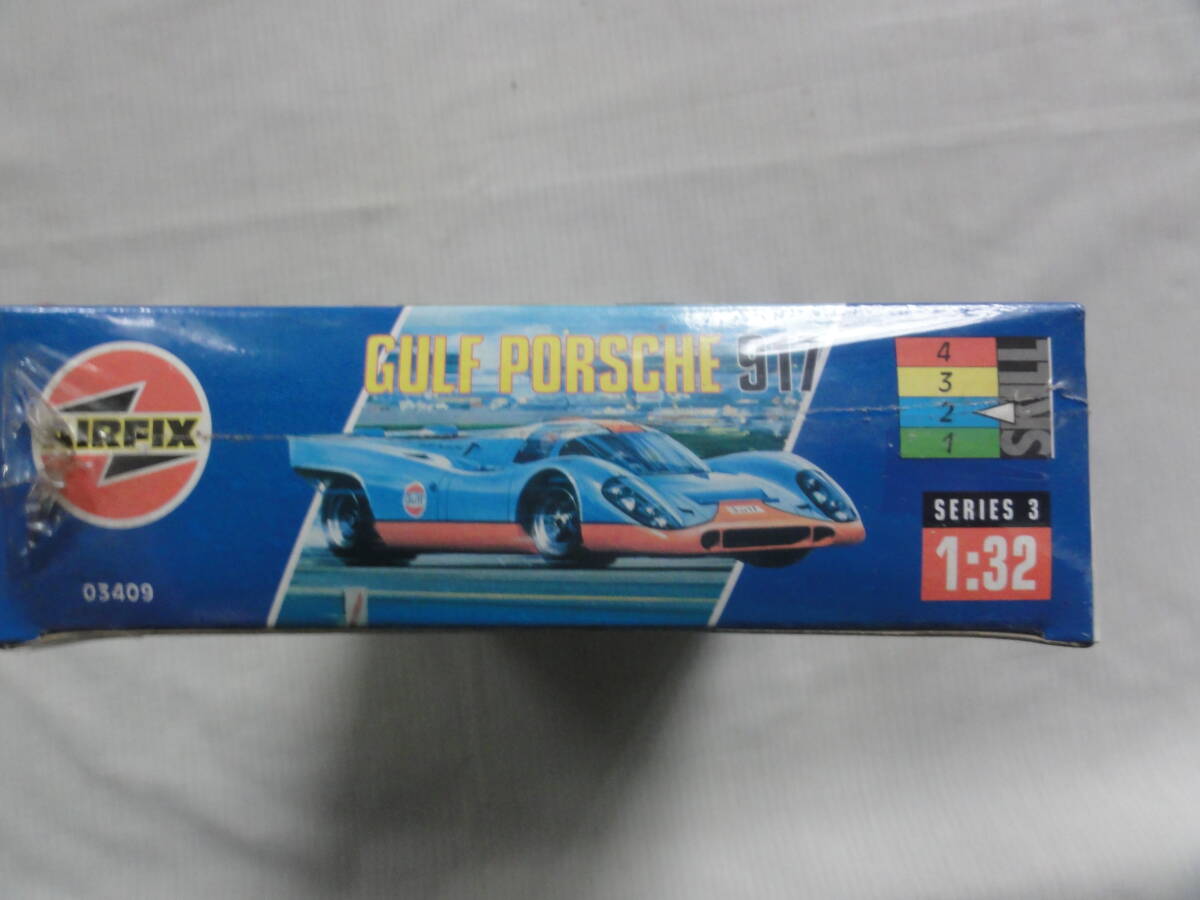 GULF PORSCHE 917
AIRFIX
03409
4
3
2
1
SKILL
SERIES 3
1:32